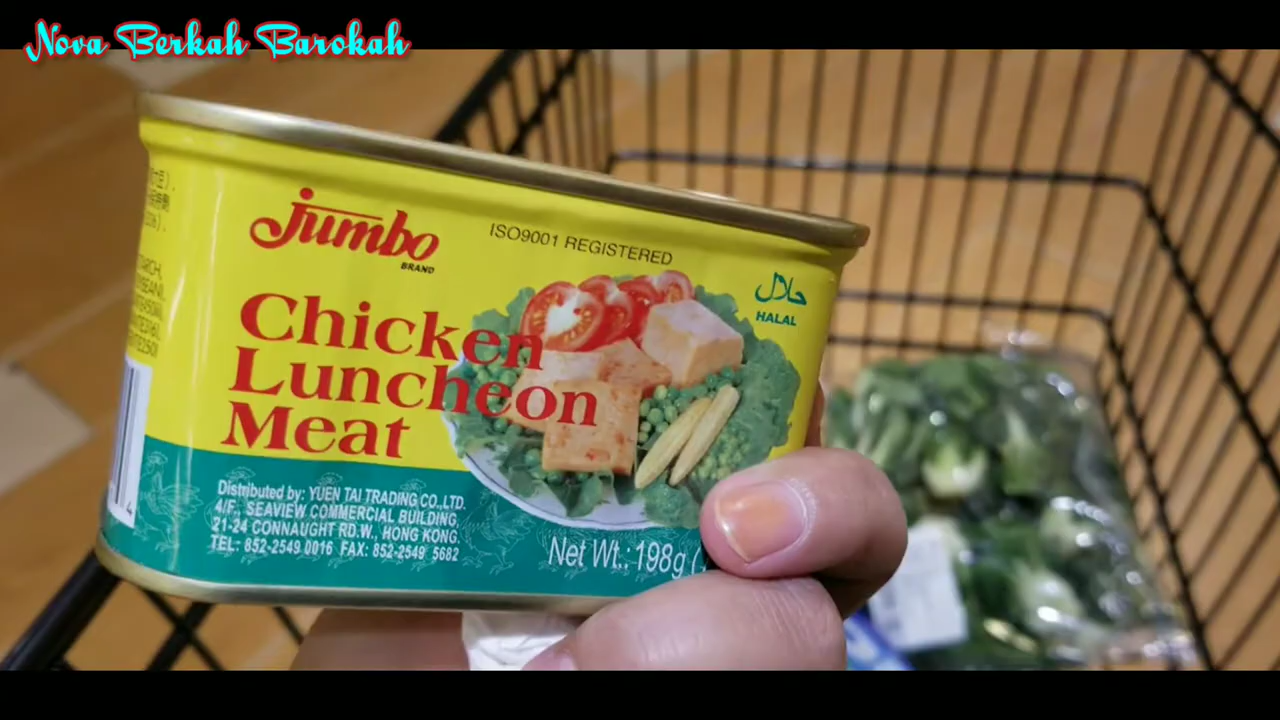 Nova Berkah Barokah
jumbo
BRAND
ISO9001 REGISTERED
حلال
HALAL
Chicken
Luncheon
Meat
Distributed by: YUEN TAI TRADING CO.,LTD.
4/F., SEAVIEW COMMERCIAL BUILDING,
21-24 CONNAUGHT RD.W., HONG KONG.
TEL: 852-2549 0016 FAX: 852-2549 5682
Net Wt.: 198g